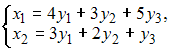 x₁ = 4y₁ + 3y₂ + 5y₃,
x₂ = 3y₁ + 2y₂ + y₃